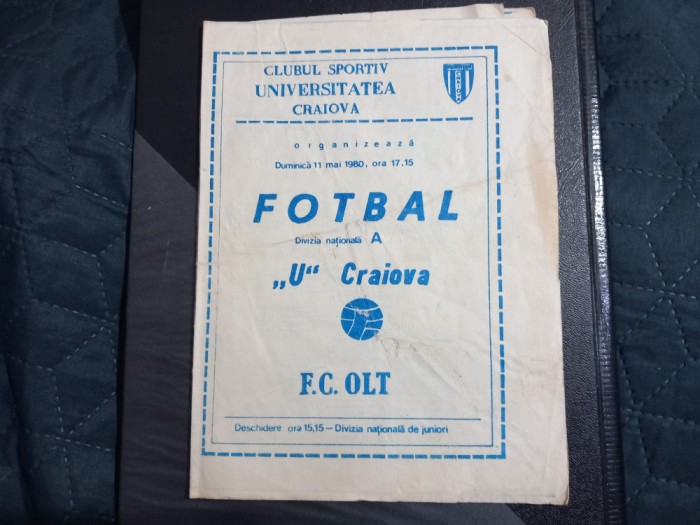 CLUBUL SPORTIV
UNIVERSITATEA
CRAIOVA
organizează
Duminică 11 mai 1980, ora 17,15
FOTBAL
Divizia națională A
„U“ Craiova
F.C. OLT
Deschidere ora 15,15 — Divizia națională de juniori